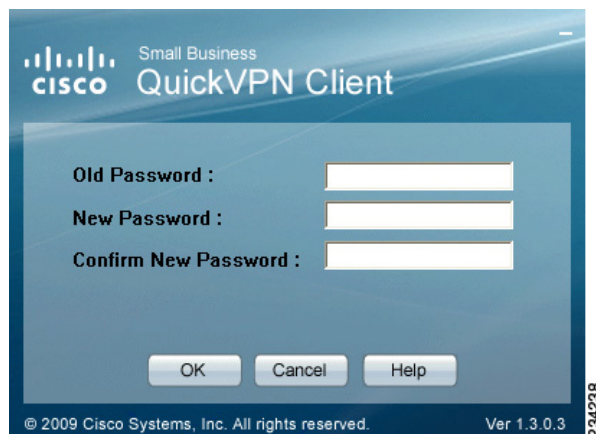 Small Business
CISCO QuickVPN Client
Old Password :
New Password :
Confirm New Password :
OK Cancel Help
© 2009 Cisco Systems, Inc. All rights reserved. Ver 1.3.0.3